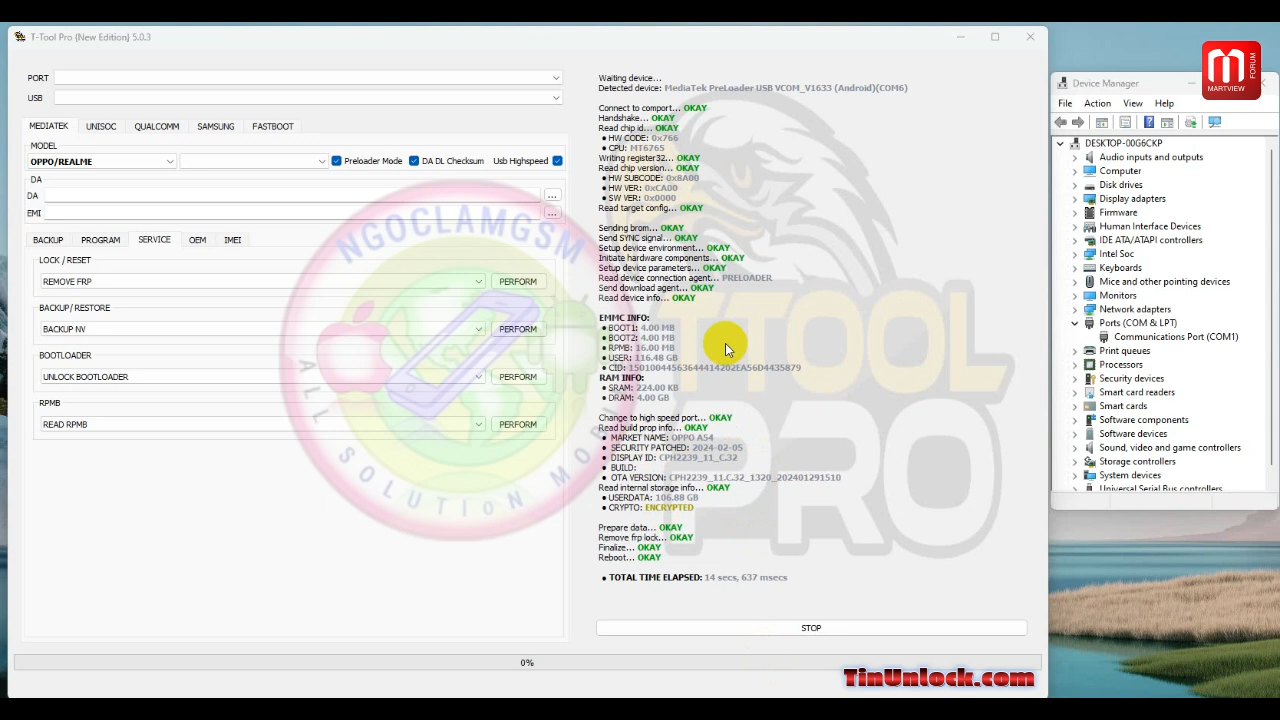 T-Tool Pro (New Edition) 5.0.3
PORT
USB
MEDIATEK UNISOC QUALCOMM SAMSUNG FASTBOOT
MODEL
OPPO/REALME Preloader Mode DA DL Checksum Usb Highspeed
DA
DA ...
EMI ...
BACKUP PROGRAM SERVICE OEM IMEI
LOCK / RESET
REMOVE FRP PERFORM
BACKUP/RESTORE
BACKUP NV PERFORM
BOOTLOADER
UNLOCK BOOTLOADER PERFORM
RPMB
READ RPMB PERFORM
Waiting device...
Detected device: MediaTek PreLoader USB VCOM_V1633 (Android)(COM6)
Connect to comport... OKAY
Handshake... OKAY
Read chip id... OKAY
• HW CODE: 0x766
• CPU: MT6765
Writing register32... OKAY
Read chip version... OKAY
• HW SUBCODE: 0x8A00
• HW VER: 0xCA00
• SW VER: 0x0000
Read target config... OKAY
Sending brom... OKAY
Send SYNC signal... OKAY
Setup device environment... OKAY
Initiate hardware components... OKAY
Setup device parameters... OKAY
Read device connection agent... PRELOADER
Send download agent... OKAY
Read device info... OKAY
EMMC INFO:
• BOOT1: 4.00 MB
• BOOT2: 4.00 MB
• RPMB: 16.00 MB
• USER: 116.48 GB
• CID: 1501004463644414202EA56D4435879
RAM INFO:
• SRAM: 224.00 KB
• DRAM: 4.00 GB
Change to high speed port... OKAY
Read build prop info... OKAY
• MARKET NAME: OPPO A54
• SECURITY PATCHED: 2024-02-05
• DISPLAY ID: CPH2239_11_C.32
• BUILD:
• OTA VERSION: CPH2239_11.C.32_1320_202401291510
Read internal storage info... OKAY
• USERDATA: 106.88 GB
• CRYPTO: ENCRYPTED
Prepare data... OKAY
Remove frp lock... OKAY
Finalize... OKAY
Reboot... OKAY
• TOTAL TIME ELAPSED: 14 secs, 637 msecs
STOP
0%
NGOCLAMGSM
ALL SOLUTION MO
TTOOL
PRO
TinUnlock.com
MARTVIEW
FORUM
Device Manager
File Action View Help
DESKTOP-00G6CKP
Audio inputs and outputs
Computer
Disk drives
Display adapters
Firmware
Human Interface Devices
IDE ATA/ATAPI controllers
Intel Soc
Keyboards
Mice and other pointing devices
Monitors
Network adapters
Ports (COM & LPT)
Communications Port (COM1)
Print queues
Processors
Security devices
Smart card readers
Smart cards
Software components
Software devices
Sound, video and game controllers
Storage controllers
System devices
Universal Serial Bus controllers